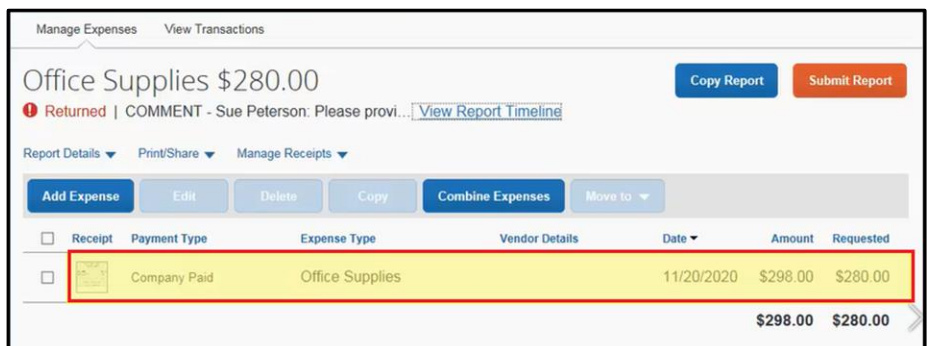 Manage Expenses View Transactions
Office Supplies $280.00
Copy Report Submit Report
Returned | COMMENT - Sue Peterson: Please provi... View Report Timeline
Report Details Print/Share Manage Receipts
Add Expense Edit Delete Copy Combine Expenses Move to
Receipt Payment Type Expense Type Vendor Details Date Amount Requested
Company Paid Office Supplies 11/20/2020 $298.00 $280.00
$298.00 $280.00